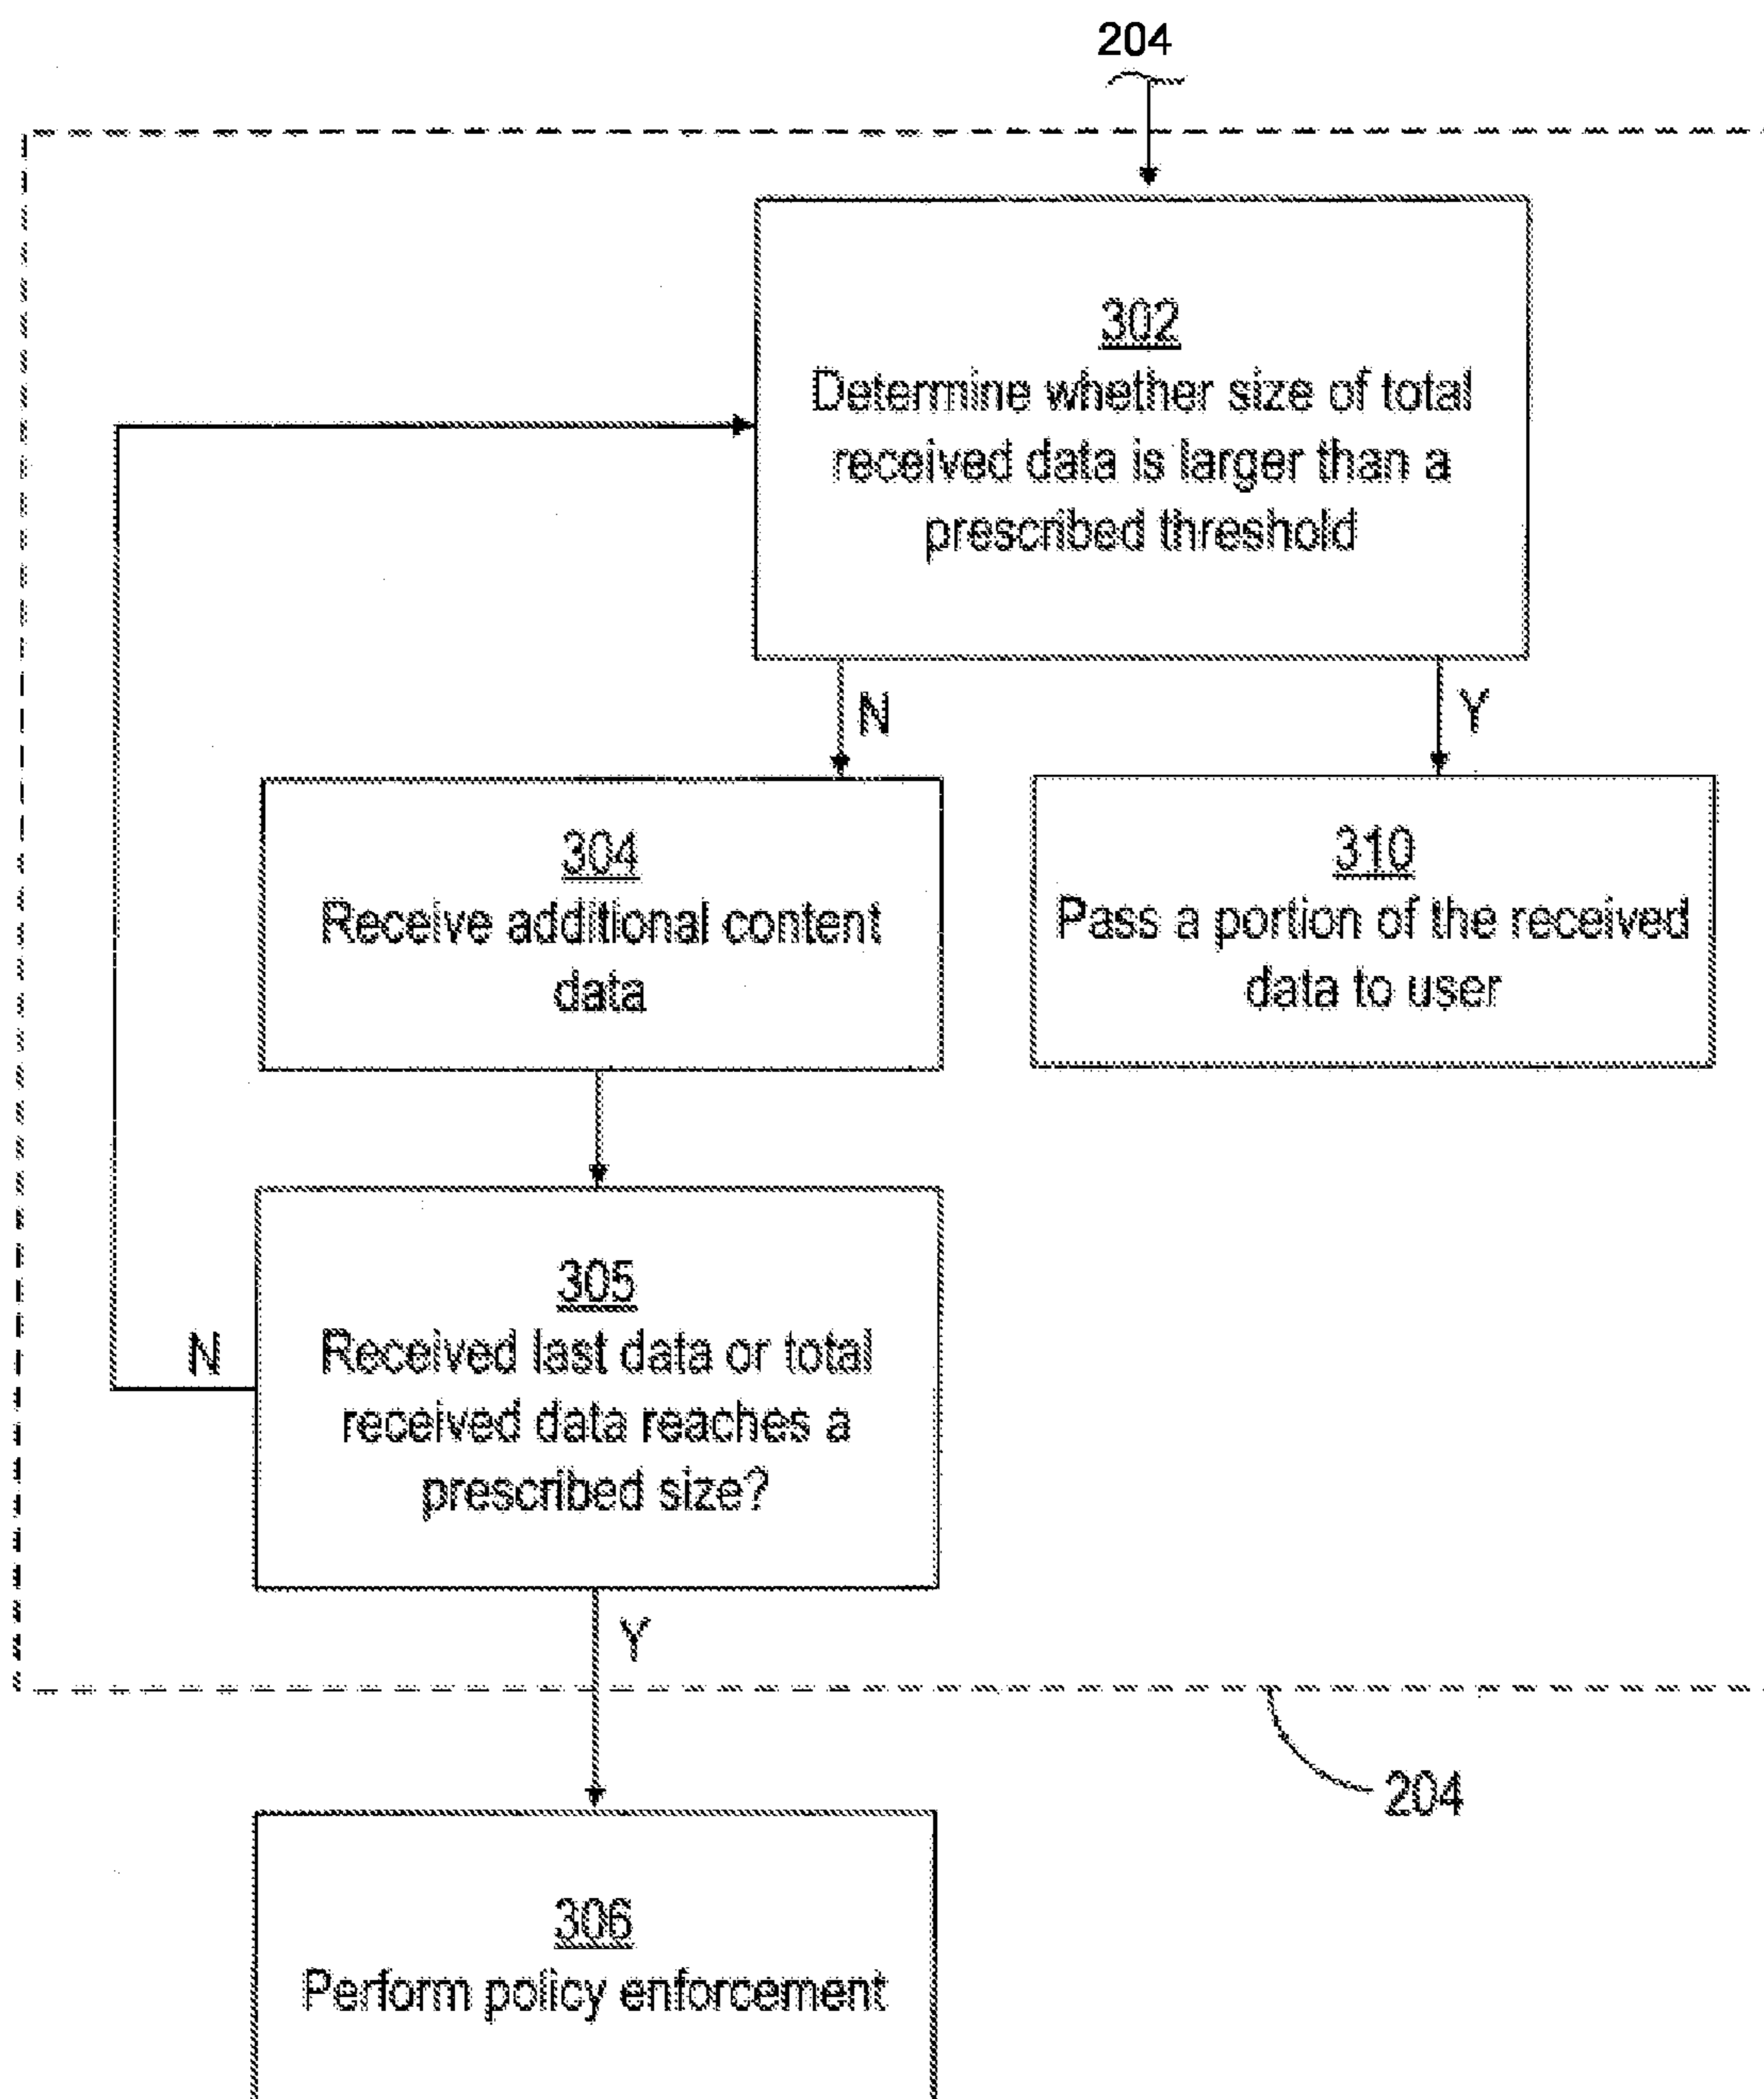 204
302
Determine whether size of total
received data is larger than a
prescribed threshold
N
Y
304
Receive additional content
data
310
Pass a portion of the received
data to user
305
Received last data or total
received data reaches a
prescribed size?
N
Y
204
306
Perform policy enforcement